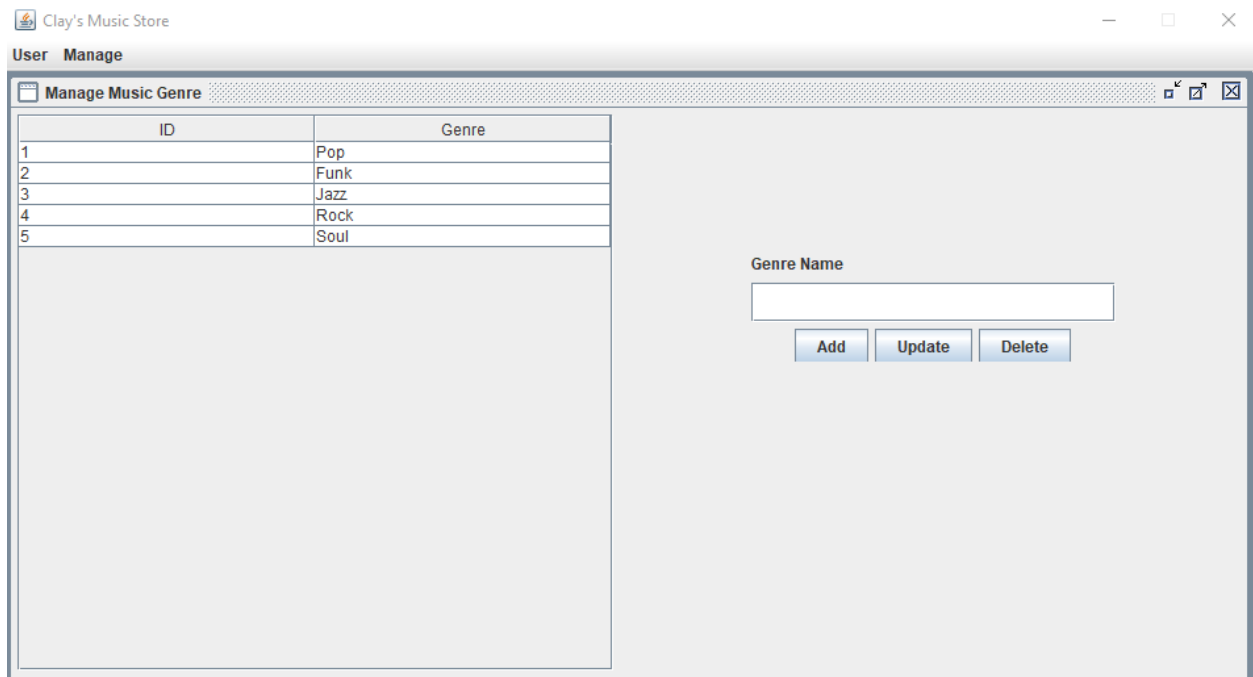 Clay's Music Store
User Manage
Manage Music Genre
ID Genre
1 Pop
2 Funk
3 Jazz
4 Rock
5 Soul
Genre Name
Add Update Delete